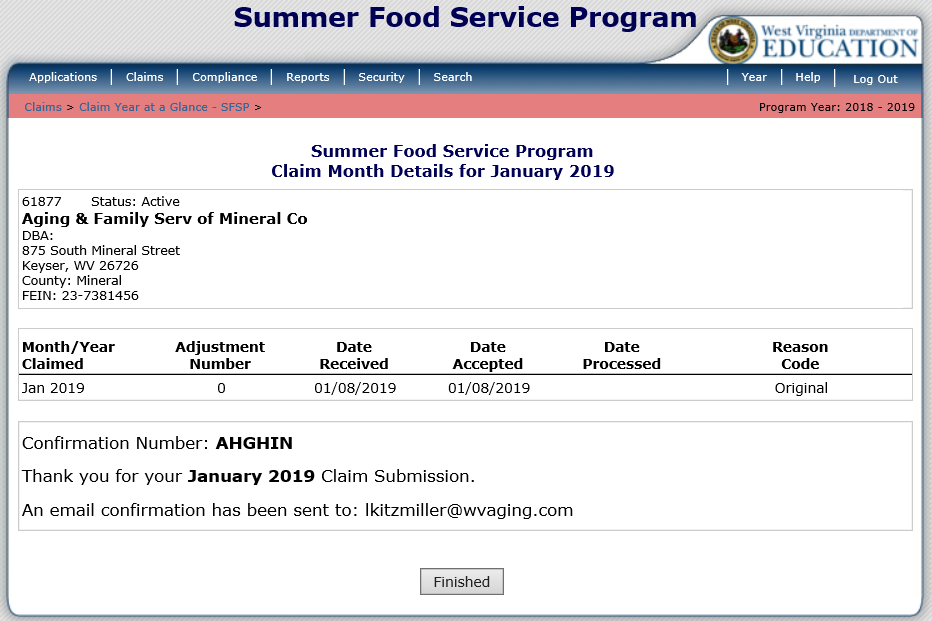 Summer Food Service Program
West Virginia DEPARTMENT OF
EDUCATION
Applications | Claims | Compliance | Reports | Security | Search | Year | Help | Log Out
Claims > Claim Year at a Glance - SFSP > Program Year: 2018 - 2019
Summer Food Service Program
Claim Month Details for January 2019
61877 Status: Active
Aging & Family Serv of Mineral Co
DBA:
875 South Mineral Street
Keyser, WV 26726
County: Mineral
FEIN: 23-7381456
Month/Year Adjustment Date Date Date Reason
Claimed Number Received Accepted Processed Code
Jan 2019 0 01/08/2019 01/08/2019 Original
Confirmation Number: AHGHIN
Thank you for your January 2019 Claim Submission.
An email confirmation has been sent to: lkitzmiller@wvaging.com
Finished